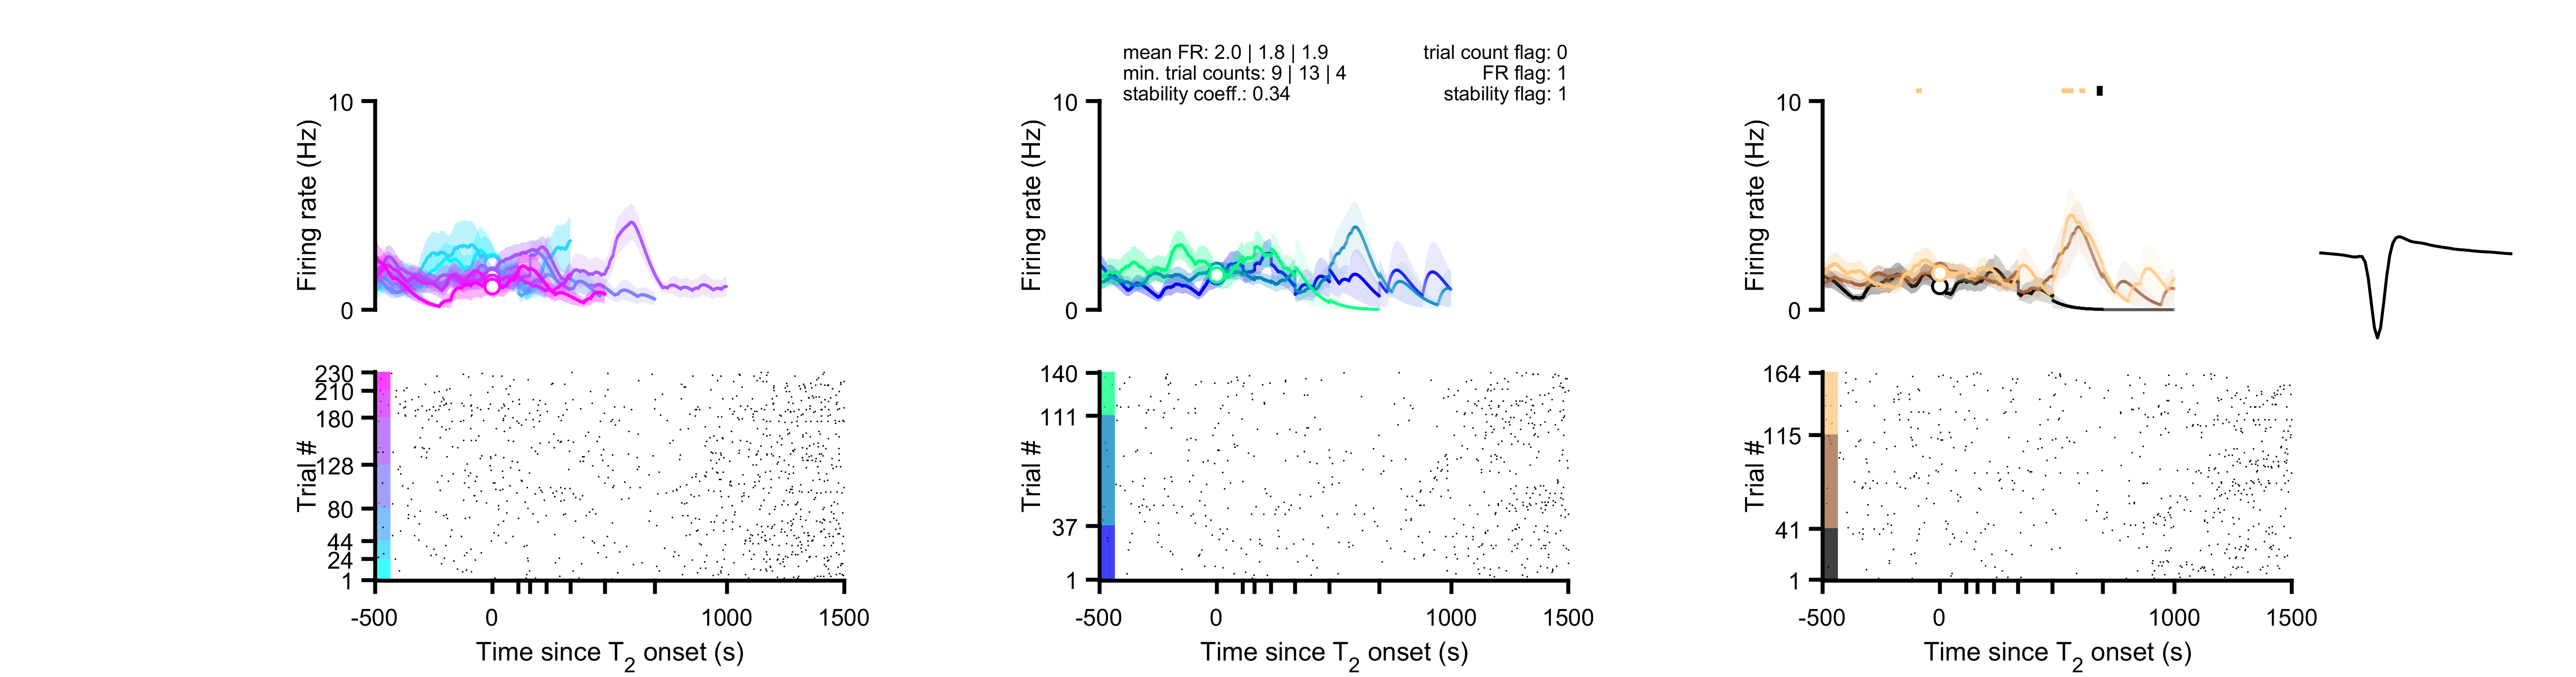 mean FR: 2.0 | 1.8 | 1.9
min. trial counts: 9 | 13 | 4
stability coeff.: 0.34
trial count flag: 0
FR flag: 1
stability flag: 1
Firing rate (Hz)
10
0
Trial #
230
210
180
128
80
44
24
1
-500
0
1000
1500
Time since T2 onset (s)
Firing rate (Hz)
10
0
Trial #
140
111
37
1
-500
0
1000
1500
Time since T2 onset (s)
Firing rate (Hz)
10
0
Trial #
164
115
41
1
-500
0
1000
1500
Time since T2 onset (s)